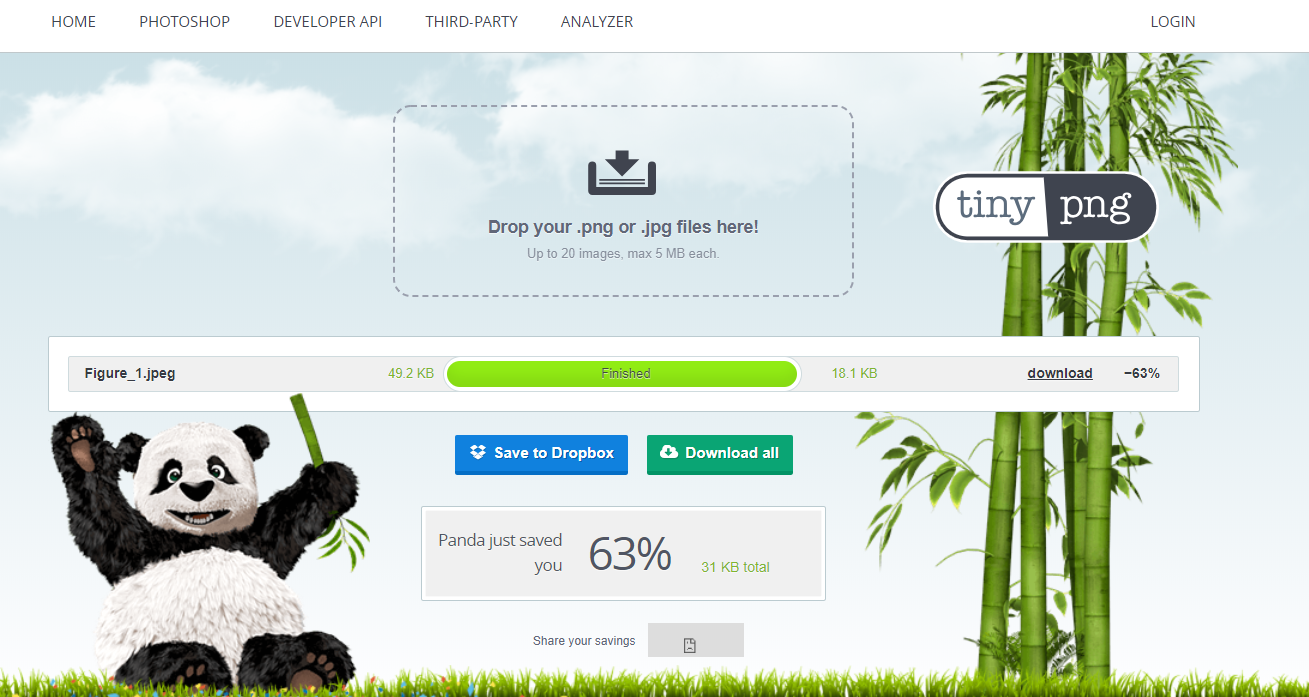 HOME PHOTOSHOP DEVELOPER API THIRD-PARTY ANALYZER LOGIN
Drop your .png or .jpg files here!
Up to 20 images, max 5 MB each.
tiny png
Figure_1.jpeg 49.2 KB Finished 18.1 KB download −63%
Save to Dropbox Download all
Panda just saved
you
63%
31 KB total
Share your savings